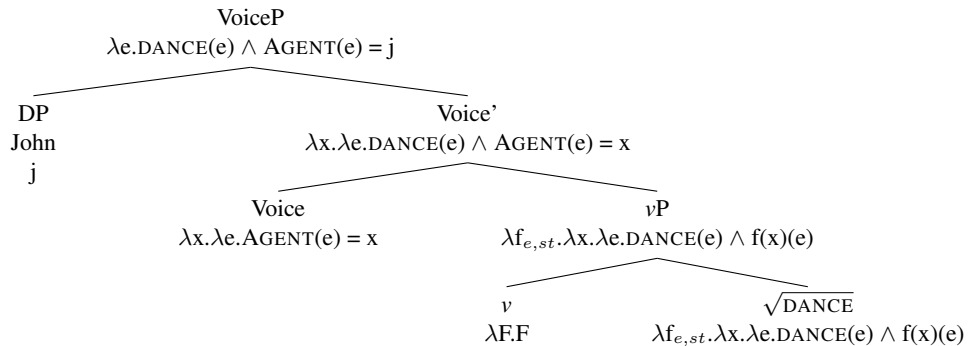 VoiceP
λe.DANCE(e) ∧ AGENT(e) = j
DP
John
j
Voice’
λx.λe.DANCE(e) ∧ AGENT(e) = x
Voice
λx.λe.AGENT(e) = x
vP
λf_{e,st}.λx.λe.DANCE(e) ∧ f(x)(e)
v
λF.F
√DANCE
λf_{e,st}.λx.λe.DANCE(e) ∧ f(x)(e)